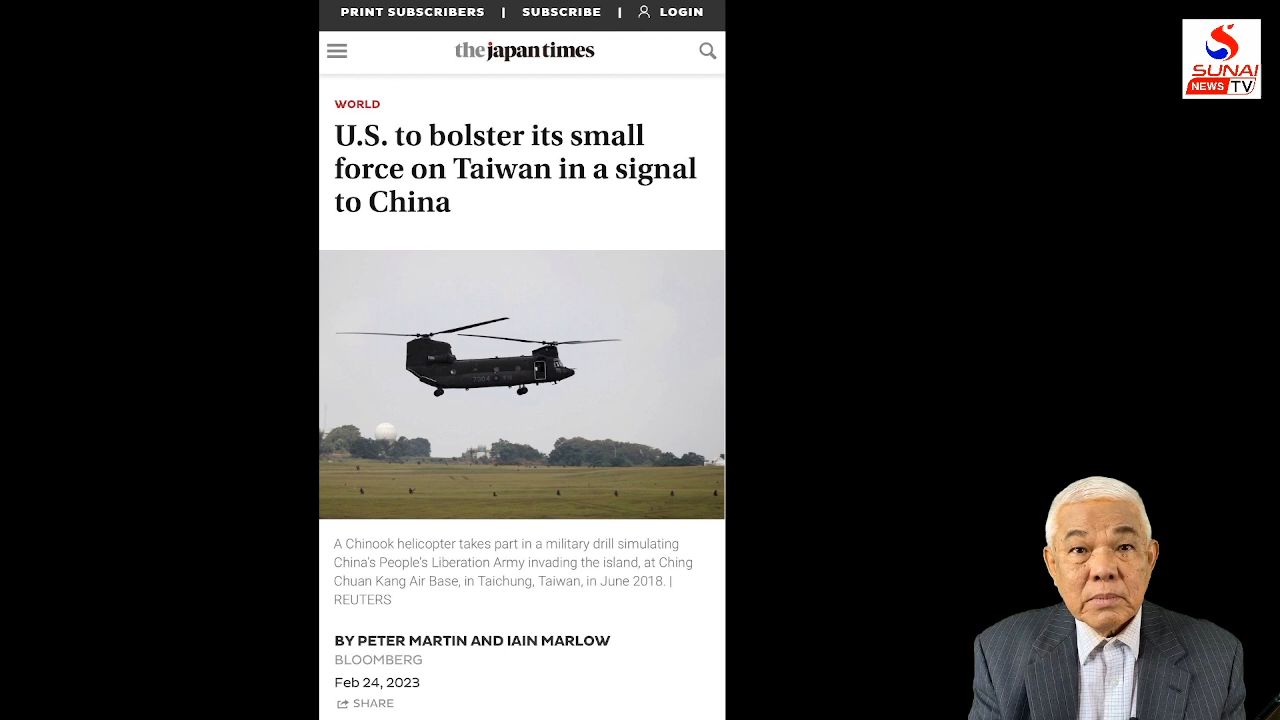 PRINT SUBSCRIBERS | SUBSCRIBE | LOGIN
the japan times
SUNAI
NEWS TV
WORLD
U.S. to bolster its small
force on Taiwan in a signal
to China
A Chinook helicopter takes part in a military drill simulating
China's People's Liberation Army invading the island, at Ching
Chuan Kang Air Base, in Taichung, Taiwan, in June 2018. |
REUTERS
BY PETER MARTIN AND IAIN MARLOW
BLOOMBERG
Feb 24, 2023
SHARE